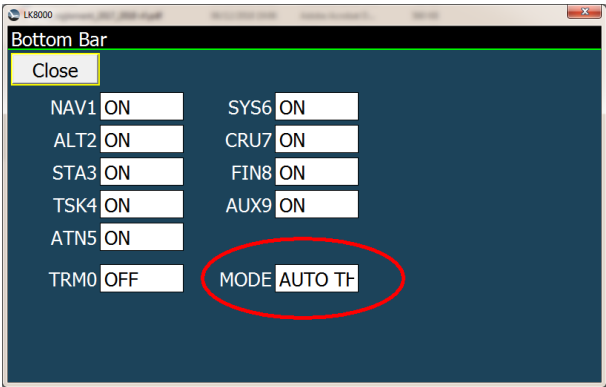 LK8000
Bottom Bar
Close
NAV1 ON SYS6 ON
ALT2 ON CRU7 ON
STA3 ON FIN8 ON
TSK4 ON AUX9 ON
ATN5 ON
TRM0 OFF MODE AUTO TH